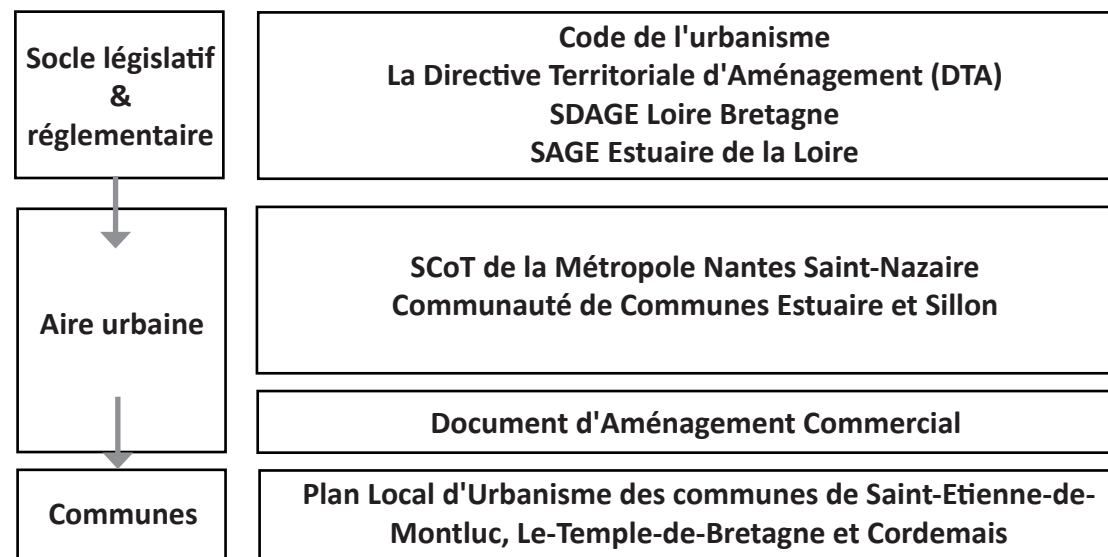 Socle législatif
&
réglementaire
Code de l'urbanisme
La Directive Territoriale d'Aménagement (DTA)
SDAGE Loire Bretagne
SAGE Estuaire de la Loire
Aire urbaine
SCoT de la Métropole Nantes Saint-Nazaire
Communauté de Communes Estuaire et Sillon
Document d'Aménagement Commercial
Communes
Plan Local d'Urbanisme des communes de Saint-Etienne-de-
Montluc, Le-Temple-de-Bretagne et Cordemais